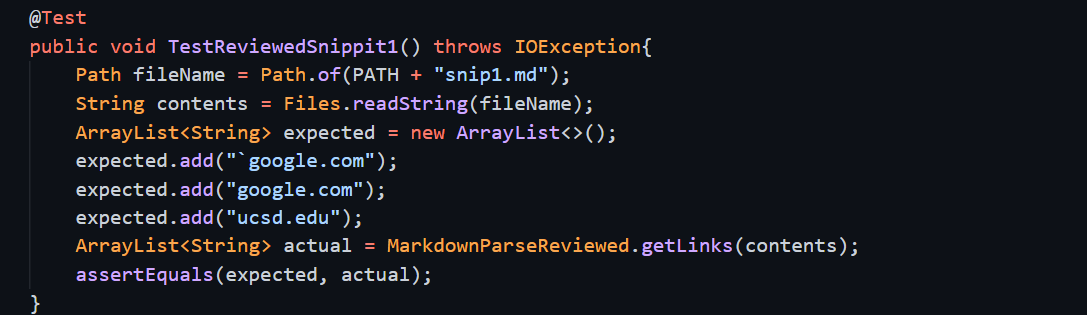 @Test
public void TestReviewedSnippit1() throws IOException{
Path fileName = Path.of(PATH + "snip1.md");
String contents = Files.readString(fileName);
ArrayList<String> expected = new ArrayList<>();
expected.add("`google.com");
expected.add("google.com");
expected.add("ucsd.edu");
ArrayList<String> actual = MarkdownParseReviewed.getLinks(contents);
assertEquals(expected, actual);
}